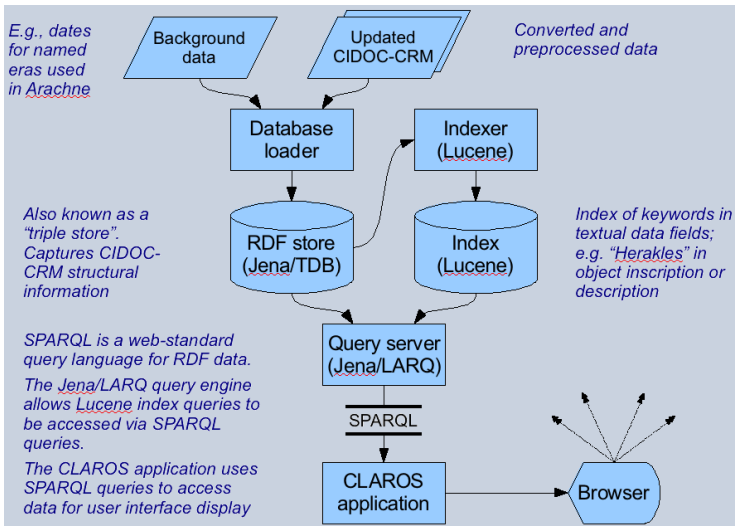 E.g., dates
for named
eras used
in Arachne
Background
data
Updated
CIDOC-CRM
Converted and
preprocessed data
Database
loader
Indexer
(Lucene)
Also known as a
“triple store”.
Captures CIDOC-
CRM structural
information
RDF store
(Jena/TDB)
Index
(Lucene)
Index of keywords in
textual data fields;
e.g. “Herakles” in
object inscription or
description
SPARQL is a web-standard
query language for RDF data.
The Jena/LARQ query engine
allows Lucene index queries to
be accessed via SPARQL
queries.
The CLAROS application uses
SPARQL queries to access
data for user interface display
Query server
(Jena/LARQ)
SPARQL
CLAROS
application
Browser